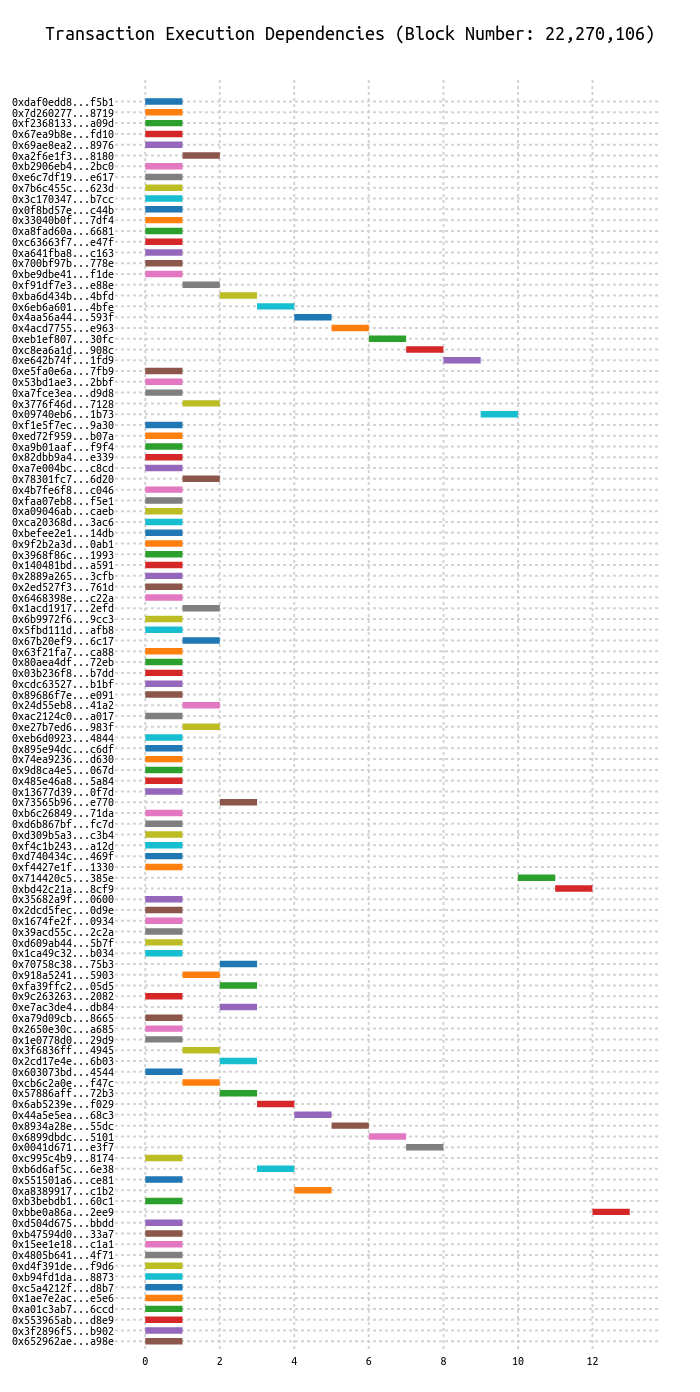 Transaction Execution Dependencies (Block Number: 22,270,106)
0xdaf0edd8...f5b1
0x7d260277...8719
0xf2368133...a09d
0x67ea9b8e...fd10
0x69ae8ea2...8976
0xa2f6e1f3...8180
0xb2906eb4...2bc0
0xe6c7df19...e617
0x7b6c455c...623d
0x3c170347...b7cc
0x0f8bd57e...c44b
0x33040b0f...7df4
0xa8fad60a...6681
0xc63663f7...e47f
0xa641fba8...c163
0x700bf97b...778e
0xbe9dbe41...f1de
0xf91df7e3...e88e
0xba6d434b...4bfd
0x6eb6a601...4bfe
0x4aa56a44...593f
0x4acd7755...e963
0xeb1ef807...30fc
0xc8ea6a1d...908c
0xe642b74f...1fd9
0xe5fa0e6a...7fb9
0x53bd1ae3...2bbf
0xa7fce3ea...d9d8
0x3776f46d...7128
0x09740eb6...1b73
0xf1e5f7ec...9a30
0xed72f959...b07a
0xa9b01aaf...f9f4
0x82dbb9a4...e339
0xa7e004bc...c8cd
0x78301fc7...6d20
0x4b7fe6f8...c046
0xfaa07eb8...f5e1
0xa09046ab...caeb
0xca20368d...3ac6
0xbefee2e1...14db
0x9f2b2a3d...0ab1
0x3968f86c...1993
0x140481bd...a591
0x2889a265...3cfb
0x2ed527f3...761d
0x6468398e...c22a
0x1acd1917...2efd
0x6b9972f6...9cc3
0x5fbd111d...afb8
0x67b20ef9...6c17
0x63f21fa7...ca88
0x80aea4df...72eb
0x03b236f8...b7dd
0xcdc63527...b1bf
0x89686f7e...e091
0x24d55eb8...41a2
0xac2124c0...a017
0xe27b7ed6...983f
0xeb6d0923...4844
0x895e94dc...c6df
0x74ea9236...d630
0x9d8ca4e5...067d
0x485e46a8...5a84
0x13677d39...0f7d
0x73565b96...e770
0xb6c26849...71da
0xd6b867bf...fc7d
0xd309b5a3...c3b4
0xf4c1b243...a12d
0xd740434c...469f
0xf4427e1f...1330
0x714420c5...385e
0xbd42c21a...8cf9
0x35682a9f...0600
0x2dcd5fec...0d9e
0x1674fe2f...0934
0x39acd55c...2c2a
0xd609ab44...5b7f
0x1ca49c32...b034
0x70758c38...75b3
0x918a5241...5903
0xfa39ffc2...05d5
0x9c263263...2082
0xe7ac3de4...db84
0xa79d09cb...8665
0x2650e30c...a685
0x1e0778d0...29d9
0x3f6836ff...4945
0x2cd17e4e...6b03
0x603073bd...4544
0xcb6c2a0e...f47c
0x57886aff...72b3
0x6ab5239e...f029
0x44a5e5ea...68c3
0x8934a28e...55dc
0x6899dbdc...5101
0x0041d671...e3f7
0xc995c4b9...8174
0xb6d6af5c...6e38
0x551501a6...ce81
0xa8389917...c1b2
0xb3bebdb1...60c1
0xbbe0a86a...2ee9
0xd504d675...bbdd
0xb47594d0...33a7
0x15ee1e18...c1a1
0x4805b641...4f71
0xd4f391de...f9d6
0xb94fd1da...8873
0xc5a4212f...d8b7
0x1ae7e2ac...e5e6
0xa01c3ab7...6ccd
0x553965ab...d8e9
0x3f2896f5...b902
0x652962ae...a98e
0 2 4 6 8 10 12